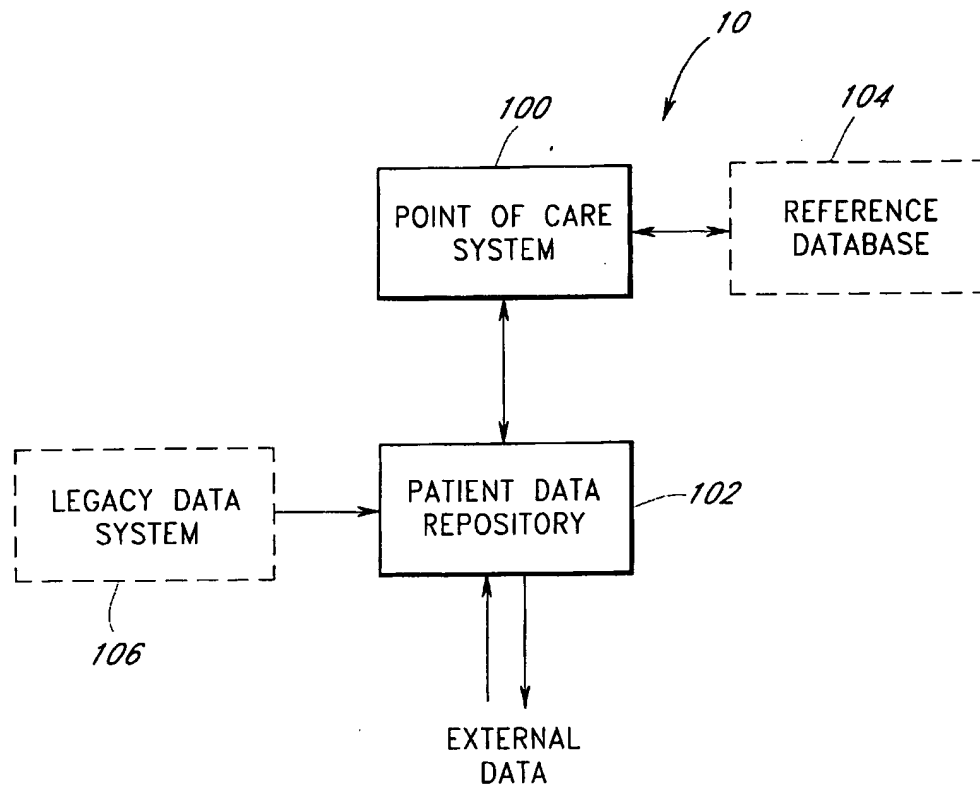 10
100
104
POINT OF CARE
SYSTEM
REFERENCE
DATABASE
LEGACY DATA
SYSTEM
PATIENT DATA
REPOSITORY
102
106
EXTERNAL
DATA